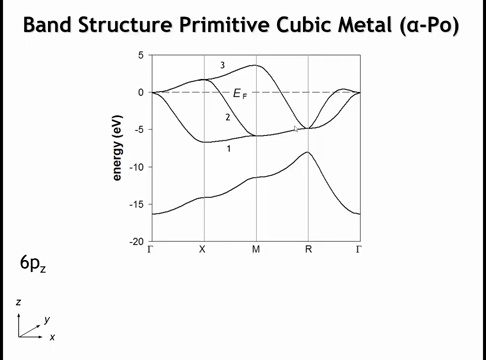 Band Structure Primitive Cubic Metal (α-Po)
energy (eV)
5
0
-5
-10
-15
-20
3
E_F
2
1
Γ X M R Γ
6p_z
z
y
x